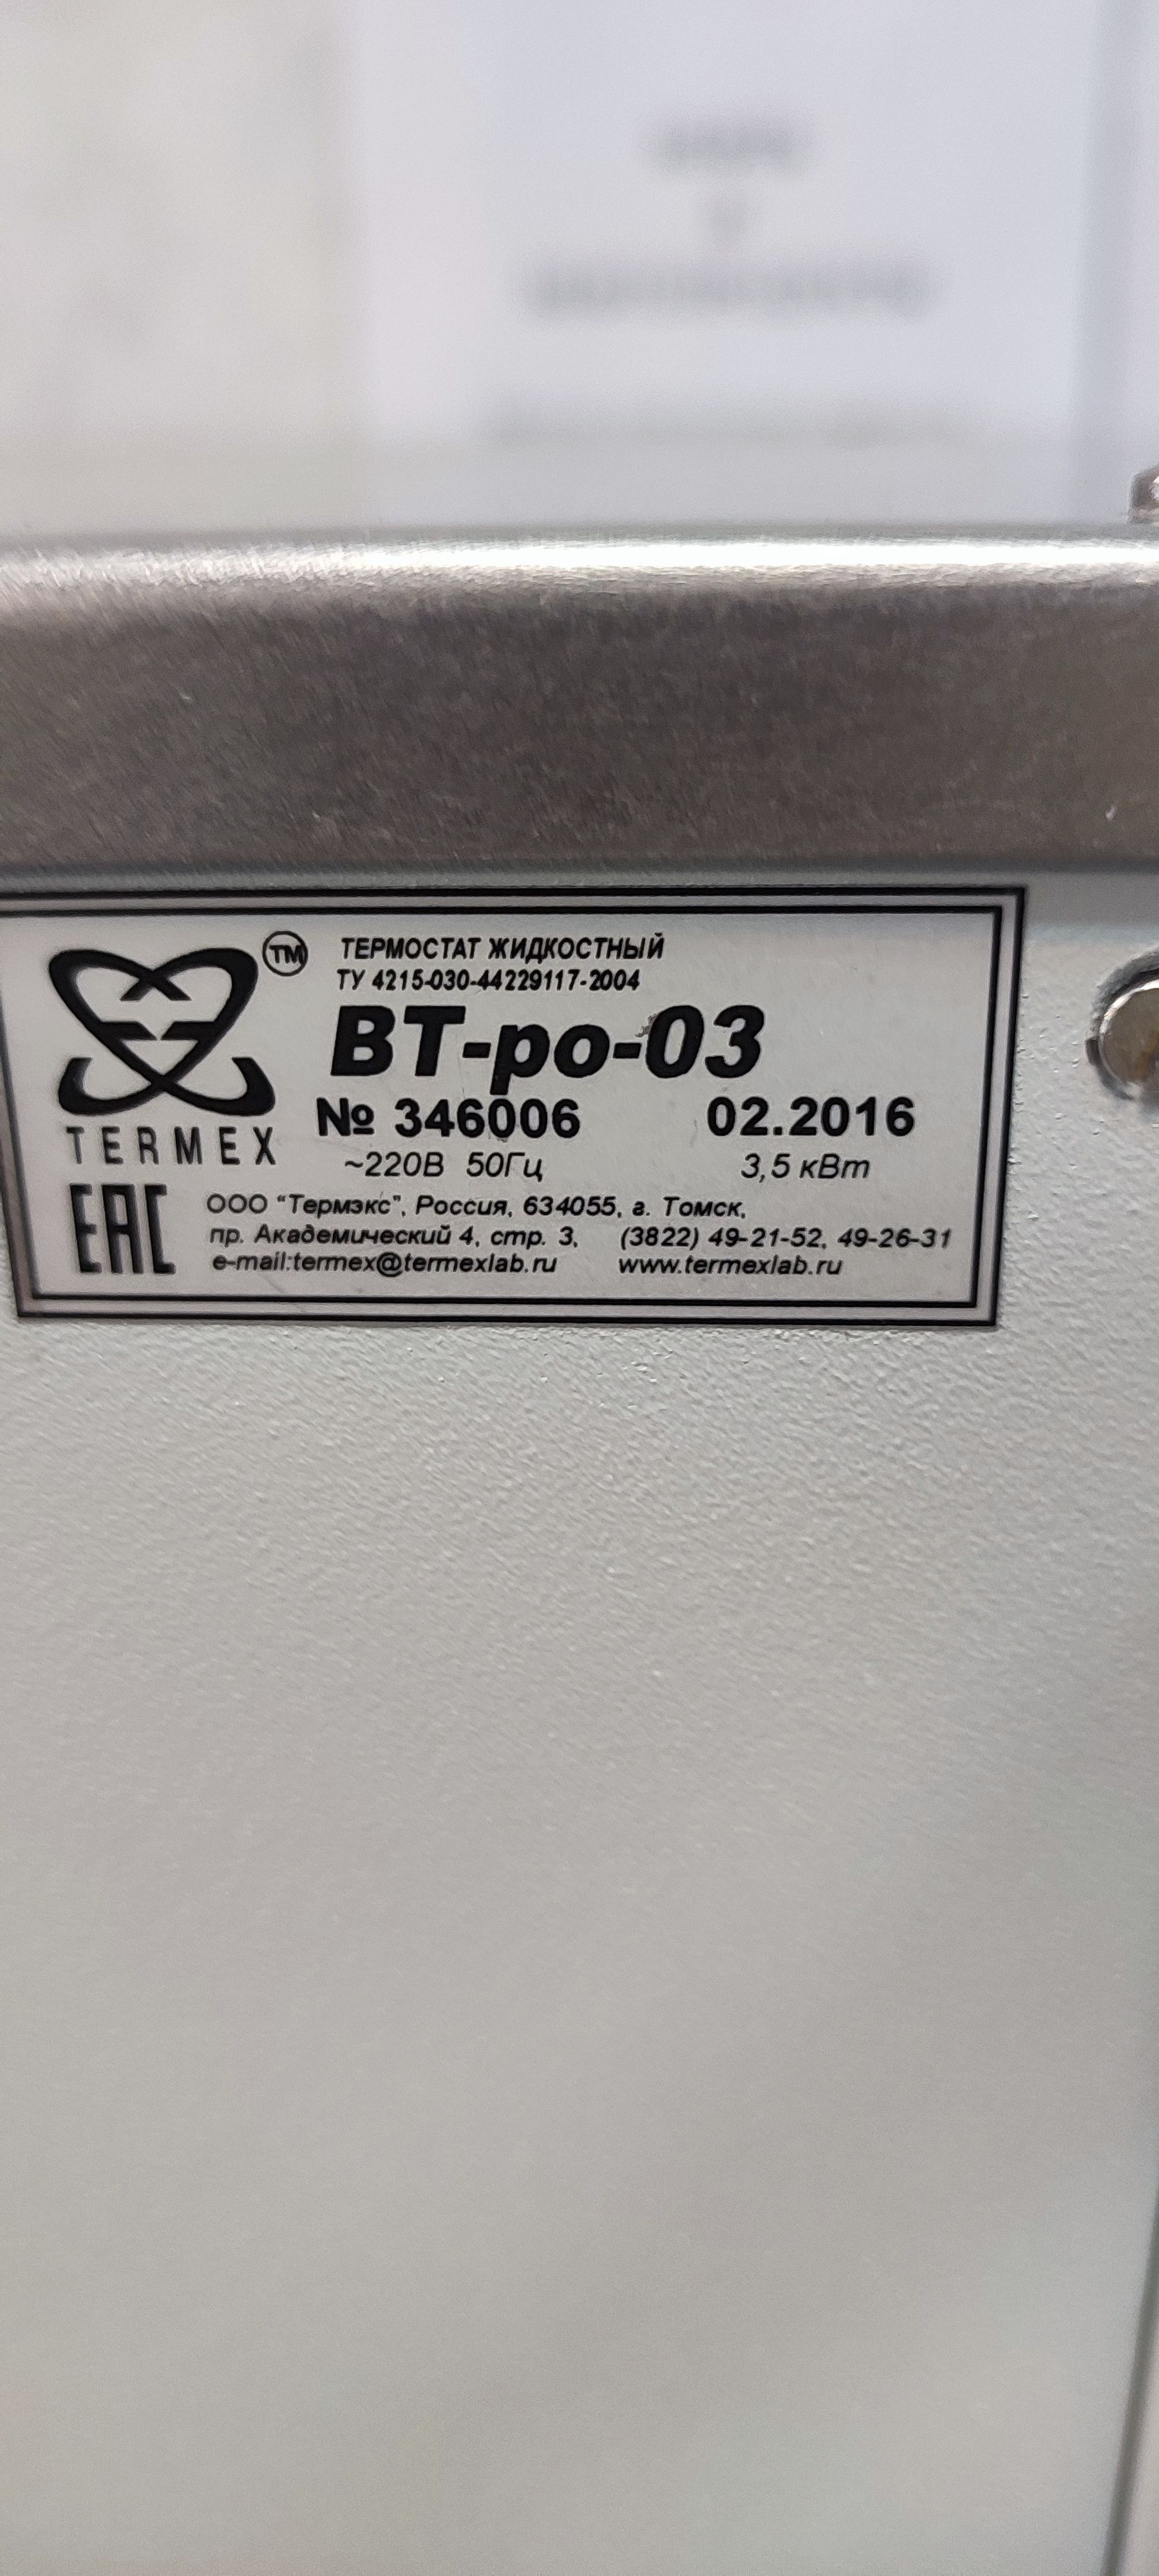 TM
ТЕРМОСТАТ ЖИДКОСТНЫЙ
ТУ 4215-030-44229117-2004
ВТ-ро-03
№ 346006 02.2016
TERMEX
~220В 50Гц 3,5 кВт
EAC
ООО "Термэкс", Россия, 634055, г. Томск,
пр. Академический 4, стр. 3, (3822) 49-21-52, 49-26-31
e-mail:termex@termexlab.ru www.termexlab.ru